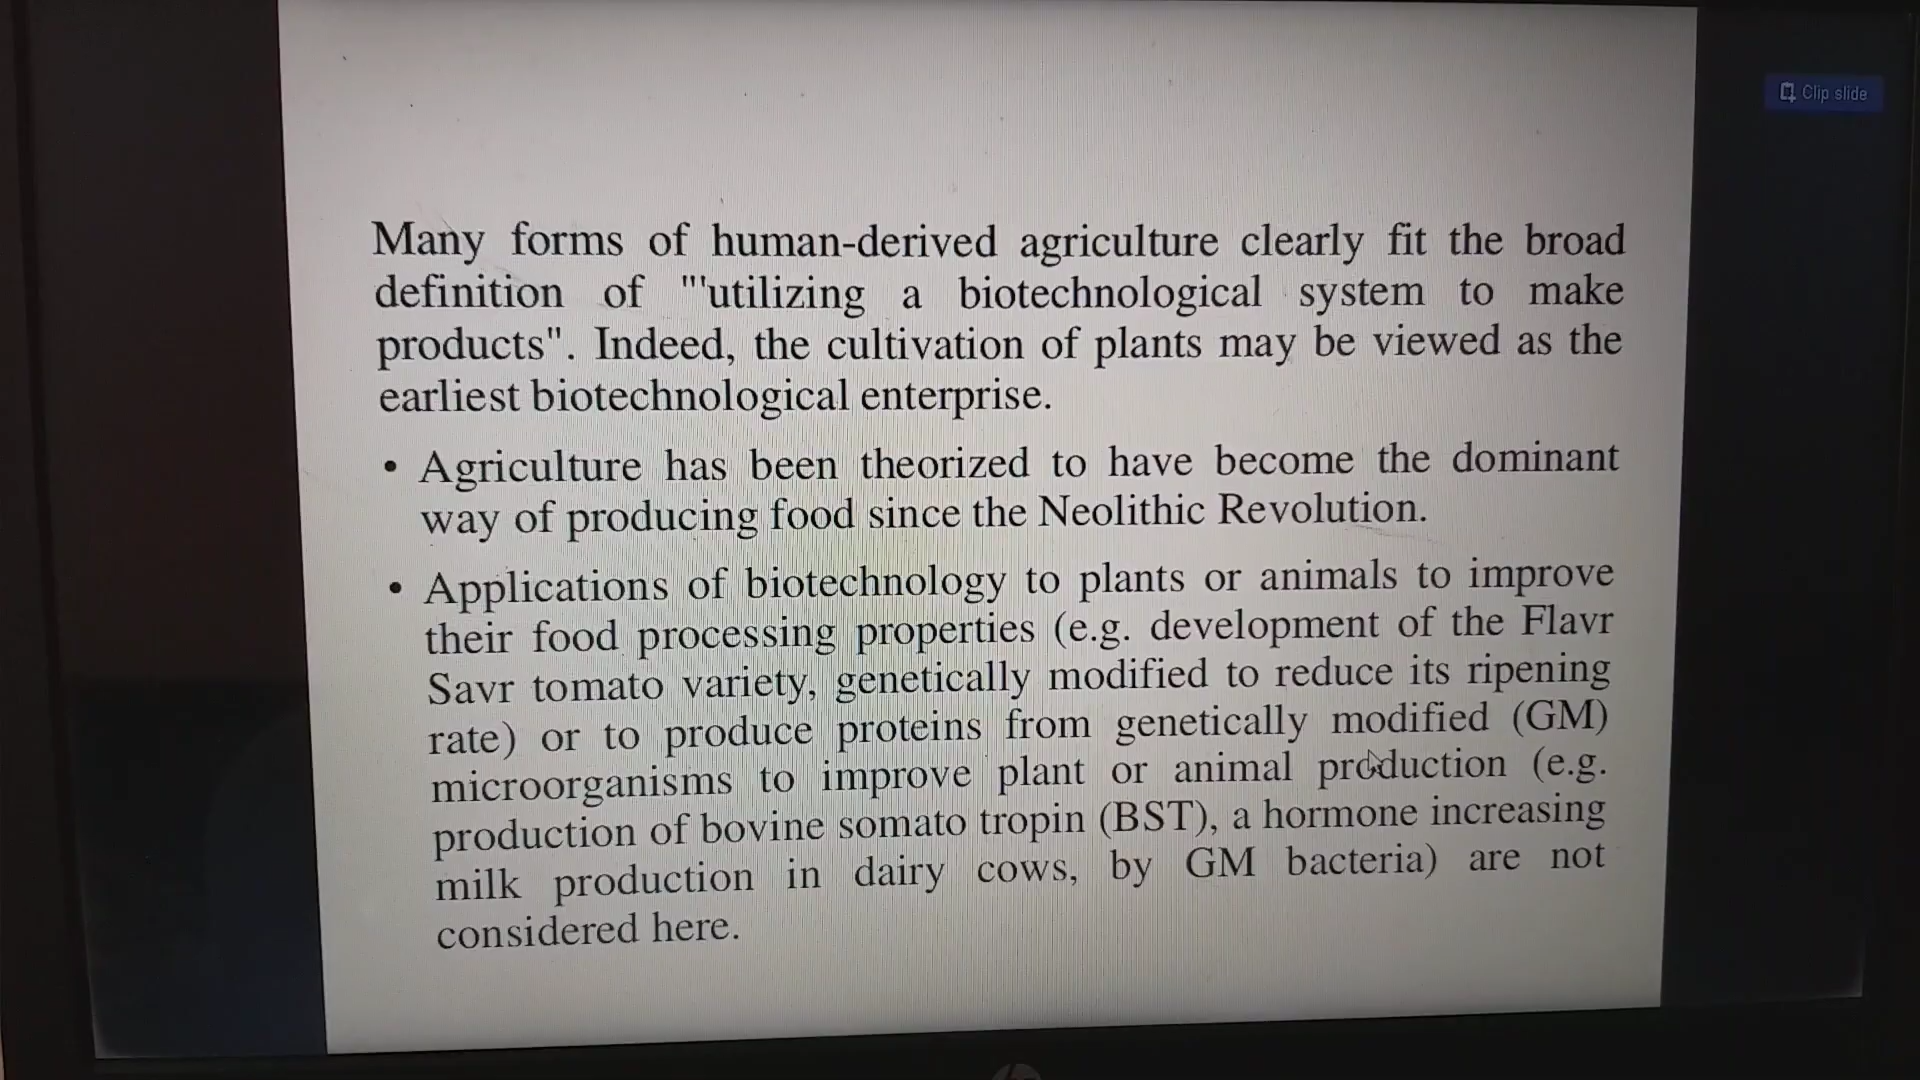 Clip slide
Many forms of human-derived agriculture clearly fit the broad
definition of "'utilizing a biotechnological system to make
products". Indeed, the cultivation of plants may be viewed as the
earliest biotechnological enterprise.
• Agriculture has been theorized to have become the dominant
way of producing food since the Neolithic Revolution.
• Applications of biotechnology to plants or animals to improve
their food processing properties (e.g. development of the Flavr
Savr tomato variety, genetically modified to reduce its ripening
rate) or to produce proteins from genetically modified (GM)
microorganisms to improve plant or animal production (e.g.
production of bovine somato tropin (BST), a hormone increasing
milk production in dairy cows, by GM bacteria) are not
considered here.